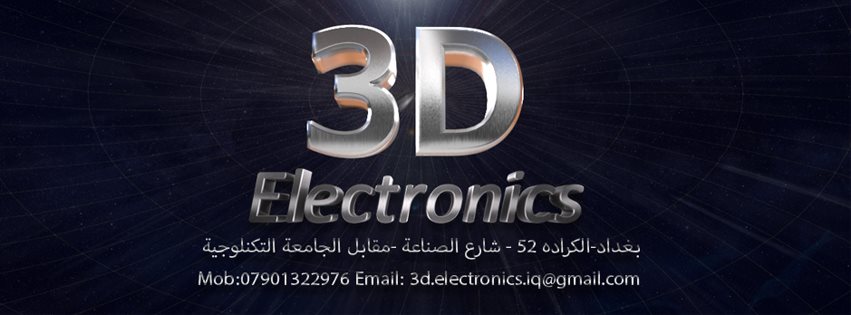 3D
Electronics
بغداد-الكراده 52 - شارع الصناعة -مقابل الجامعة التكنلوجية
Mob:07901322976 Email: 3d.electronics.iq@gmail.com